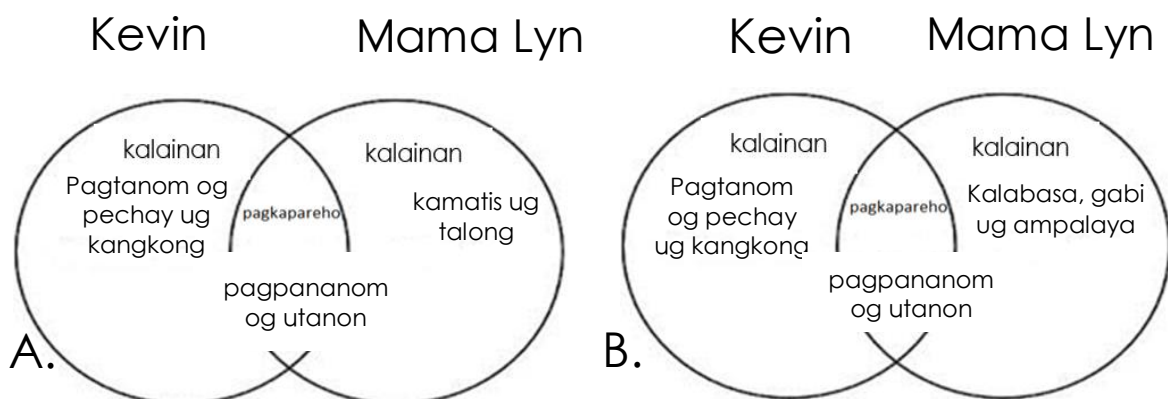 Kevin Mama Lyn
kalainan
kalainan
Pagtanom og
pechay ug
kangkong
pagkapareho
kamatis ug
talong
pagpananom
og utanon
A.
Kevin Mama Lyn
kalainan
kalainan
Pagtanom
og pechay
ug kangkong
pagkapareho
Kalabasa, gabi
ug ampalaya
pagpananom
og utanon
B.